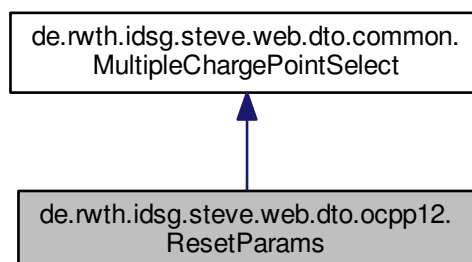 de.rwth.idsg.steve.web.dto.common.
MultipleChargePointSelect
de.rwth.idsg.steve.web.dto.ocpp12.
ResetParams